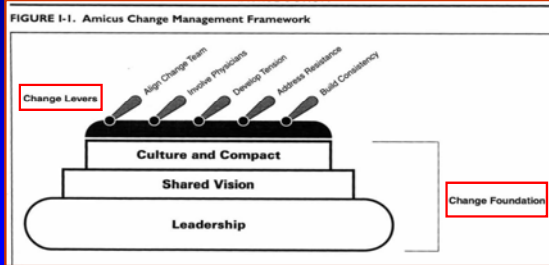 FIGURE I-1. Amicus Change Management Framework
Align Change Team
Involve Physicians
Develop Tension
Address Resistance
Build Consistency
Change Levers
Culture and Compact
Shared Vision
Change Foundation
Leadership